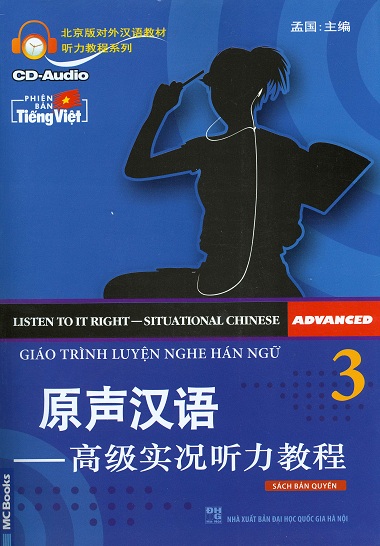 北京版对外汉语教材
听力教程系列
孟国：主编
CD-Audio
PHIÊN BẢN
Tiếng Việt
LISTEN TO IT RIGHT—SITUATIONAL CHINESE
ADVANCED
GIÁO TRÌNH LUYỆN NGHE HÁN NGỮ
3
原声汉语
——高级实况听力教程
SÁCH BẢN QUYỀN
MCBooks
NHÀ XUẤT BẢN ĐẠI HỌC QUỐC GIA HÀ NỘI